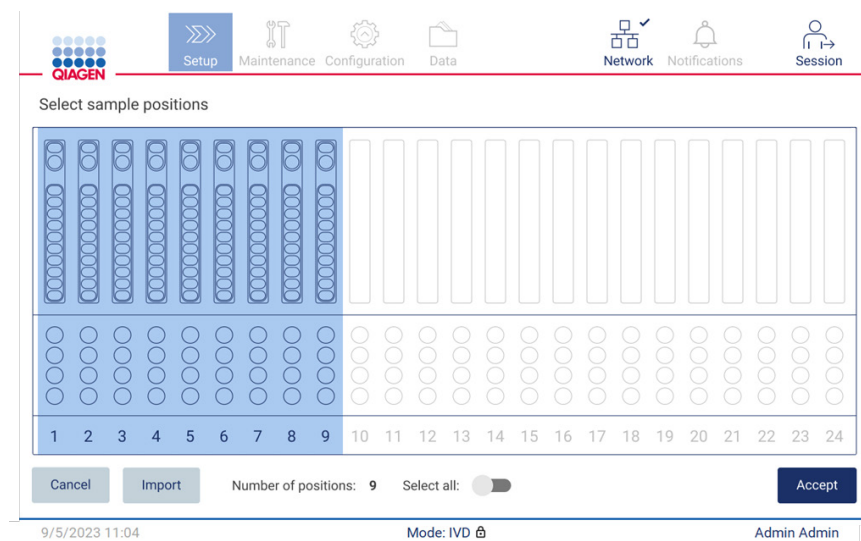 QIAGEN
Setup Maintenance Configuration Data Network Notifications Session
Select sample positions
1 2 3 4 5 6 7 8 9 10 11 12 13 14 15 16 17 18 19 20 21 22 23 24
Cancel Import Number of positions: 9 Select all: Accept
9/5/2023 11:04 Mode: IVD Admin Admin